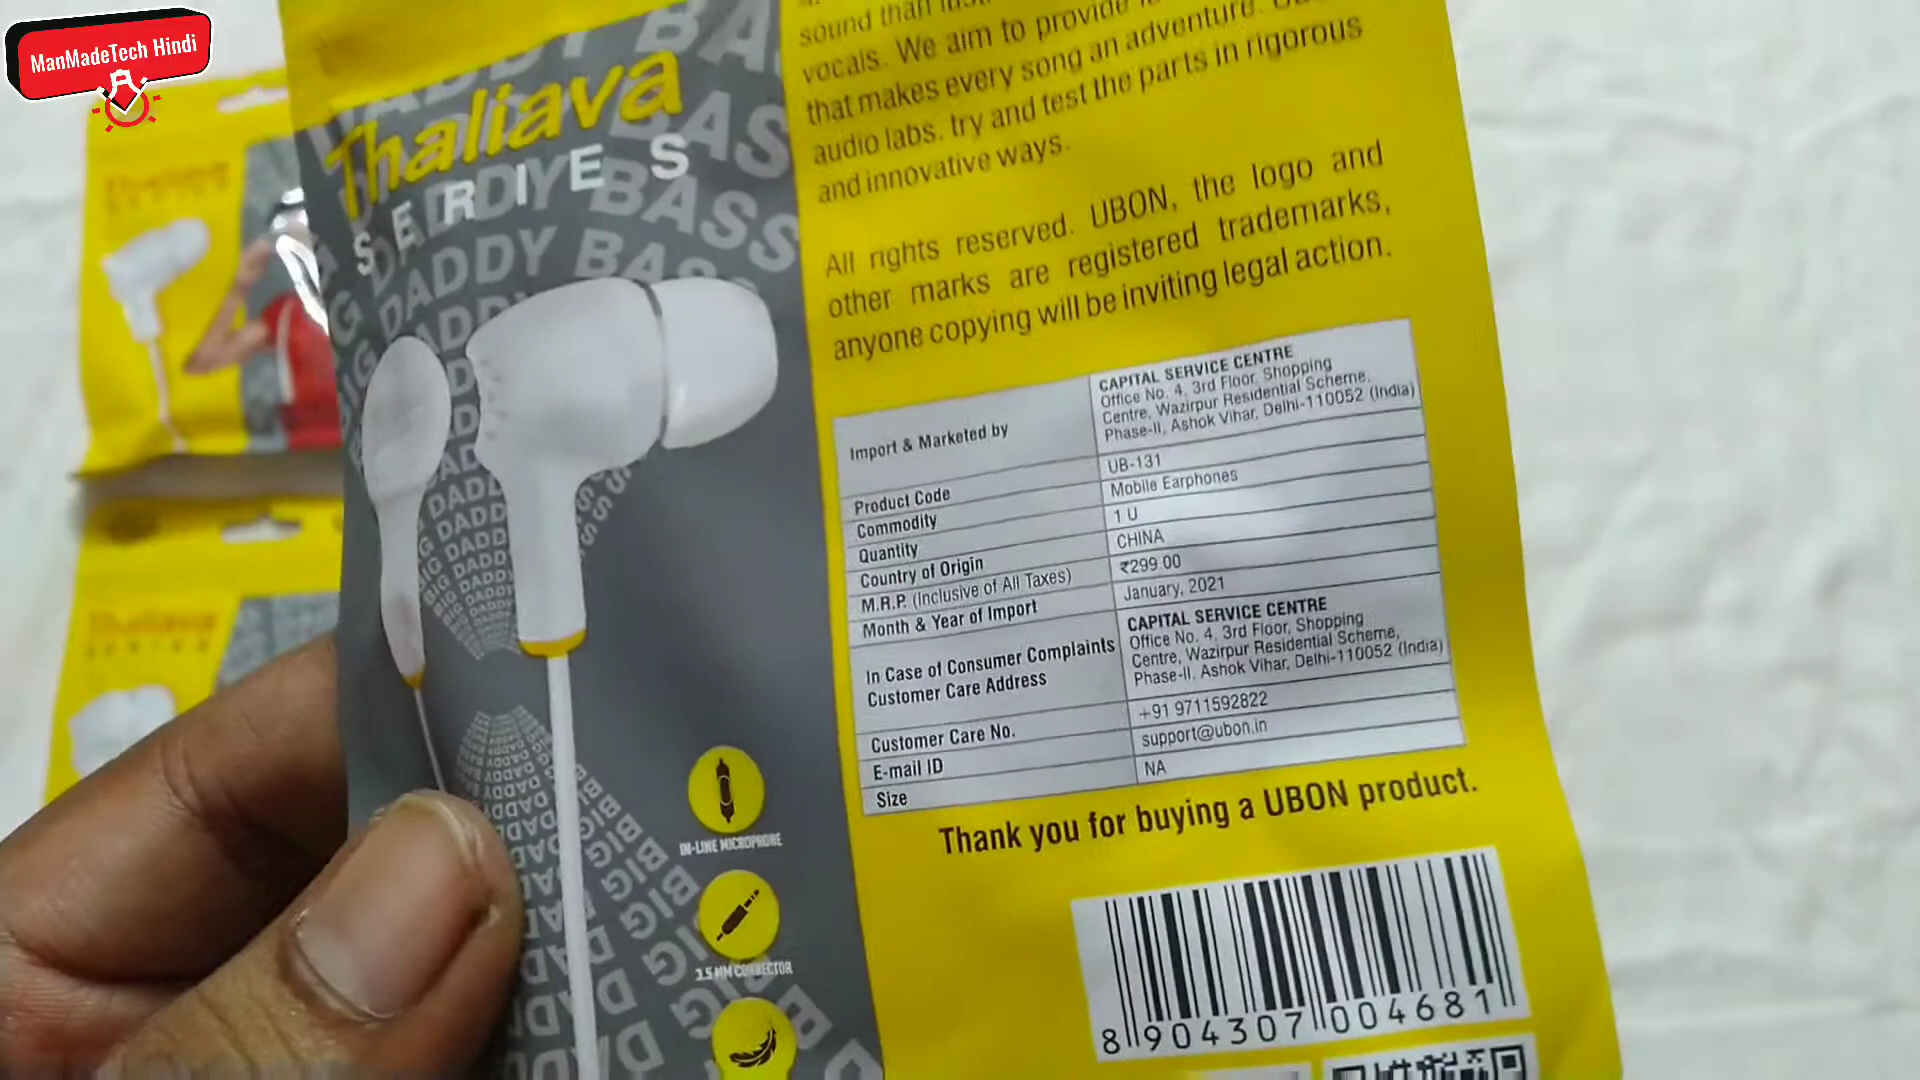 ManMadeTech Hindi
Thaliava
SERIES
BIG DADDY BASS
IN-LINE MICROPHONE
3.5 MM CONNECTOR
sound than
vocals. We aim to provide
that makes every song an adventure.
audio labs. try and test the parts in rigorous
and innovative ways.
All rights reserved. UBON, the logo and
other marks are registered trademarks,
anyone copying will be inviting legal action.
Import & Marketed by
CAPITAL SERVICE CENTRE
Office No. 4, 3rd Floor, Shopping
Centre, Wazirpur Residential Scheme,
Phase-II, Ashok Vihar, Delhi-110052 (India)
Product Code UB-131
Commodity Mobile Earphones
Quantity 1 U
Country of Origin CHINA
M.R.P. (Inclusive of All Taxes) ₹299.00
Month & Year of Import January, 2021
In Case of Consumer Complaints
Customer Care Address
CAPITAL SERVICE CENTRE
Office No. 4, 3rd Floor, Shopping
Centre, Wazirpur Residential Scheme,
Phase-II, Ashok Vihar, Delhi-110052 (India)
Customer Care No. +91 9711592822
E-mail ID support@ubon.in
Size NA
Thank you for buying a UBON product.
8 904307 004681
Thaliava
SERIES